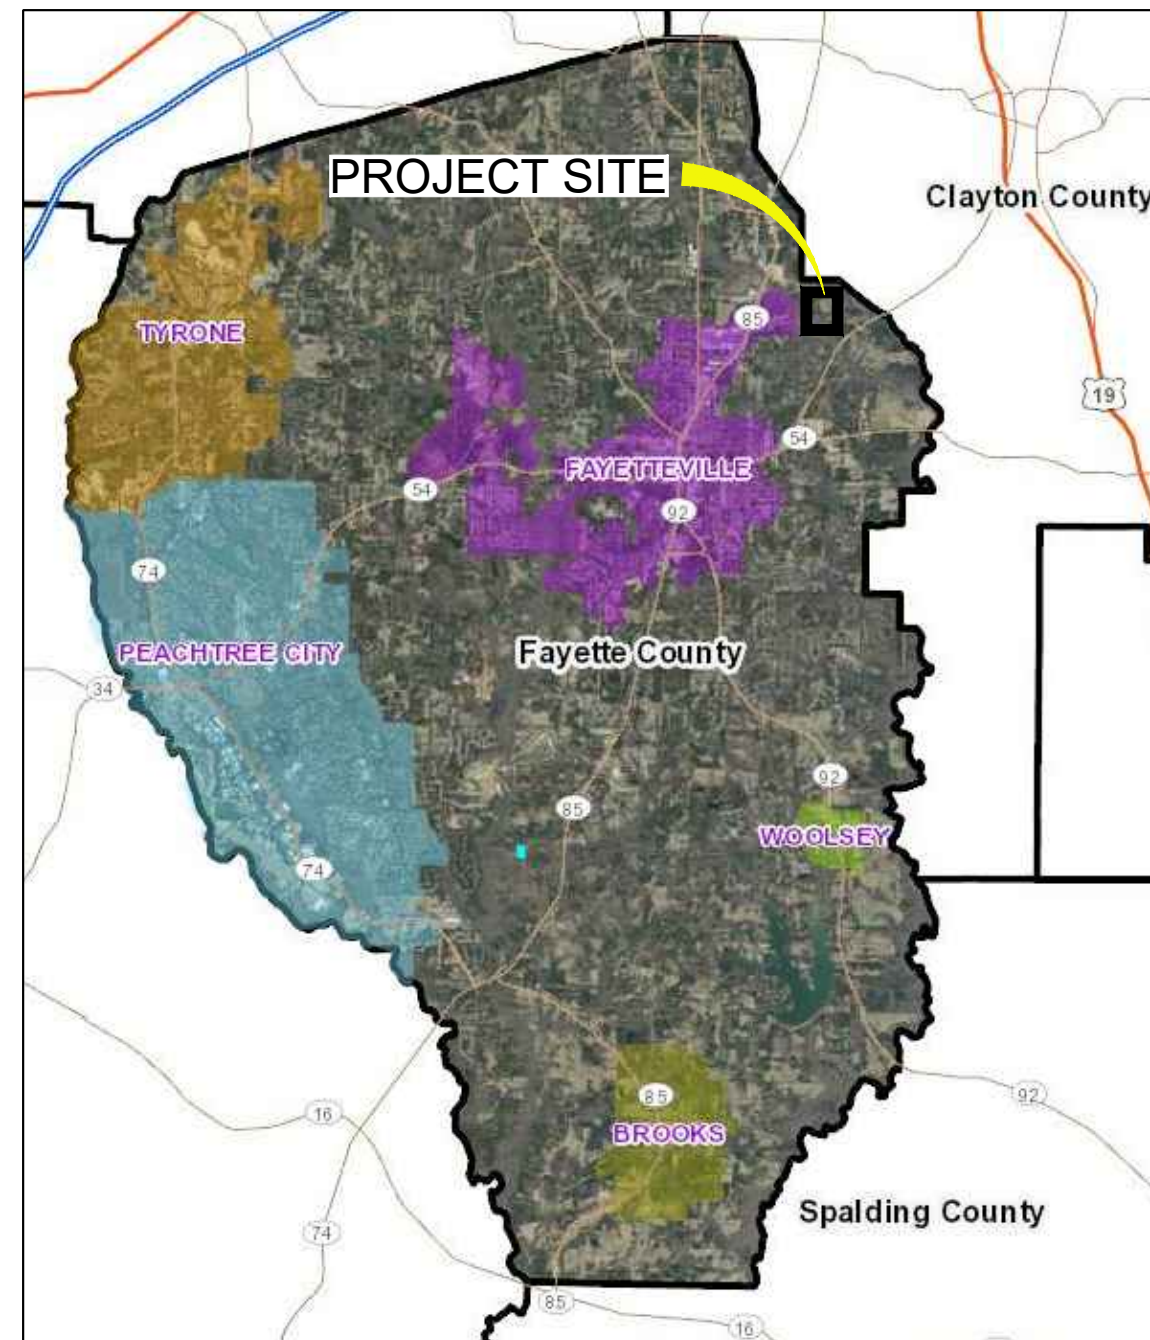 PROJECT SITE
Clayton County
85
TYRONE
19
54
FAYETTEVILLE
54
92
74
PEACHTREE CITY
Fayette County
34
92
85
WOOLSEY
74
92
85
16
BROOKS
Spalding County
74
85
16